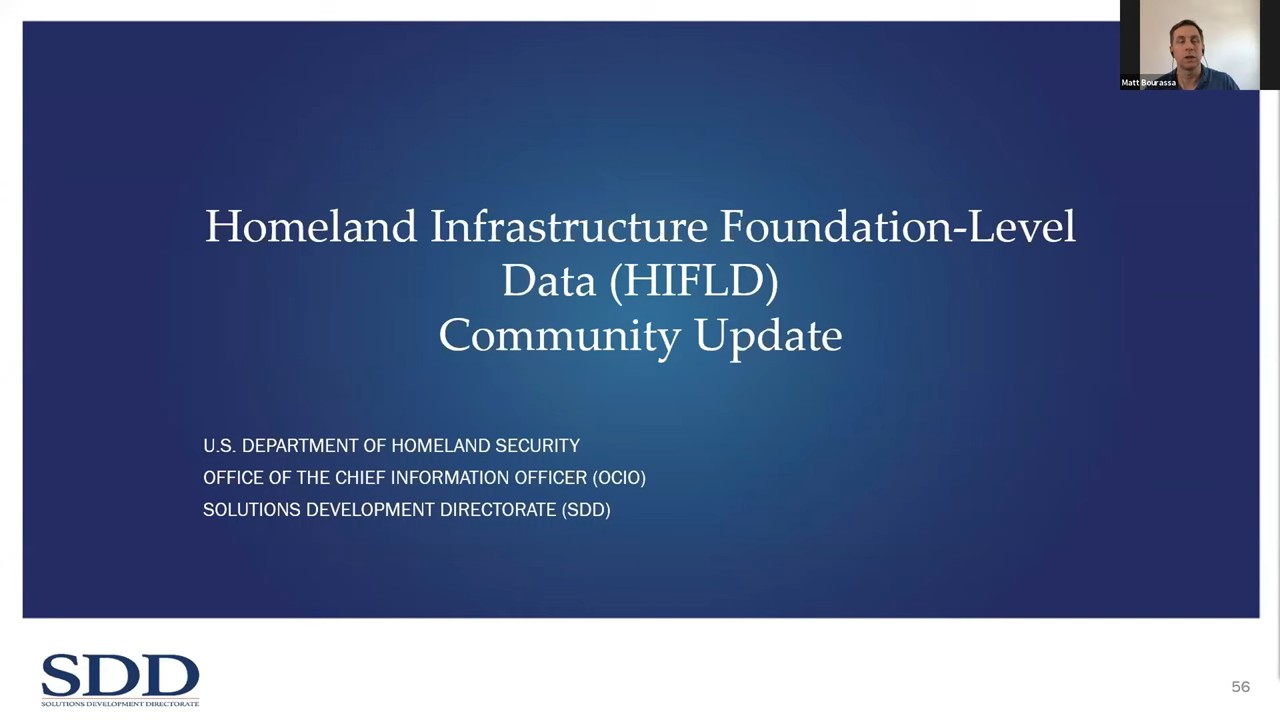 Matt Bourassa
Homeland Infrastructure Foundation-Level
Data (HIFLD)
Community Update
U.S. DEPARTMENT OF HOMELAND SECURITY
OFFICE OF THE CHIEF INFORMATION OFFICER (OCIO)
SOLUTIONS DEVELOPMENT DIRECTORATE (SDD)
SDD
SOLUTIONS DEVELOPMENT DIRECTORATE
56